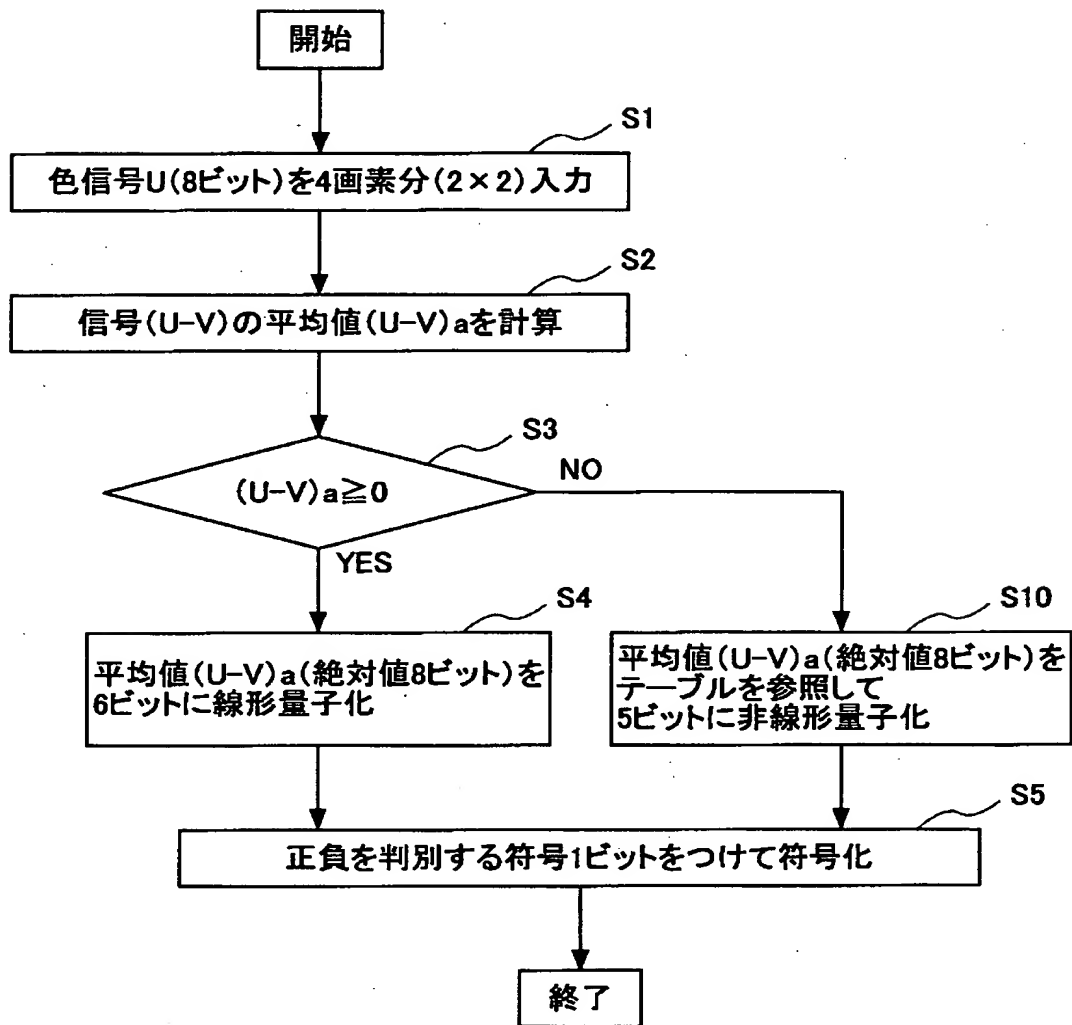 開始
S1
色信号U(8ビット)を4画素分(2×2)入力
S2
信号(U-V)の平均値(U-V)aを計算
S3
(U-V)a≧0
NO
YES
S4
平均値(U-V)a(絶対値8ビット)を
6ビットに線形量子化
S10
平均値(U-V)a(絶対値8ビット)を
テーブルを参照して
5ビットに非線形量子化
S5
正負を判別する符号1ビットをつけて符号化
終了